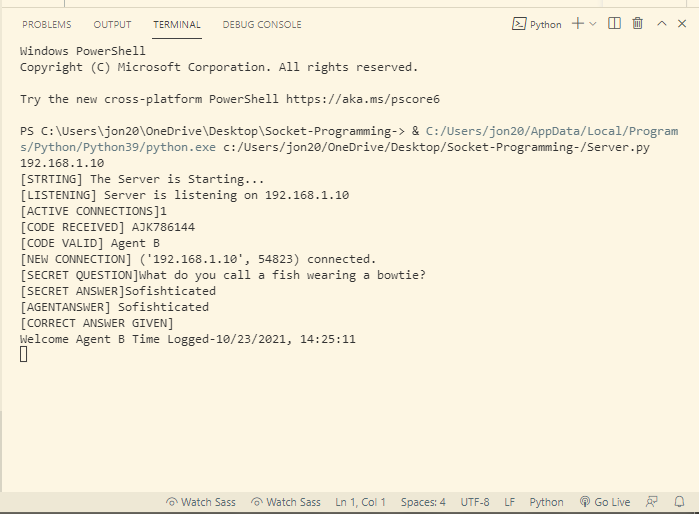 PROBLEMS OUTPUT TERMINAL DEBUG CONSOLE Python
Windows PowerShell
Copyright (C) Microsoft Corporation. All rights reserved.
Try the new cross-platform PowerShell https://aka.ms/pscore6
PS C:\Users\jon20\OneDrive\Desktop\Socket-Programming-> & C:/Users/jon20/AppData/Local/Program
s/Python/Python39/python.exe c:/Users/jon20/OneDrive/Desktop/Socket-Programming-/Server.py
192.168.1.10
[STRTING] The Server is Starting...
[LISTENING] Server is listening on 192.168.1.10
[ACTIVE CONNECTIONS]1
[CODE RECEIVED] AJK786144
[CODE VALID] Agent B
[NEW CONNECTION] ('192.168.1.10', 54823) connected.
[SECRET QUESTION]What do you call a fish wearing a bowtie?
[SECRET ANSWER]Sofishticated
[AGENTANSWER] Sofishticated
[CORRECT ANSWER GIVEN]
Welcome Agent B Time Logged-10/23/2021, 14:25:11
Watch Sass Watch Sass Ln 1, Col 1 Spaces: 4 UTF-8 LF Python Go Live